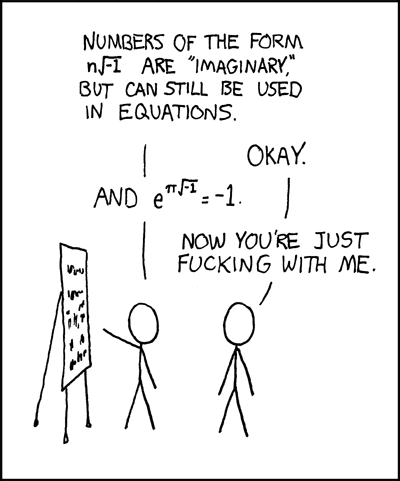 NUMBERS OF THE FORM
n√-1 ARE "IMAGINARY,"
BUT CAN STILL BE USED
IN EQUATIONS.
OKAY.
AND e^π√-1 = -1.
NOW YOU'RE JUST
FUCKING WITH ME.